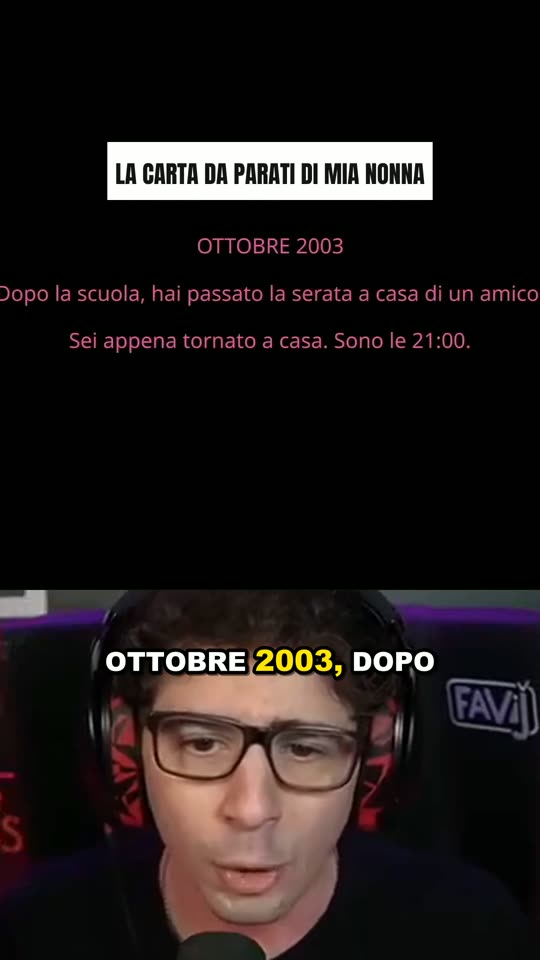 LA CARTA DA PARATI DI MIA NONNA
OTTOBRE 2003
Dopo la scuola, hai passato la serata a casa di un amico
Sei appena tornato a casa. Sono le 21:00.
OTTOBRE 2003, DOPO
FAVIJ